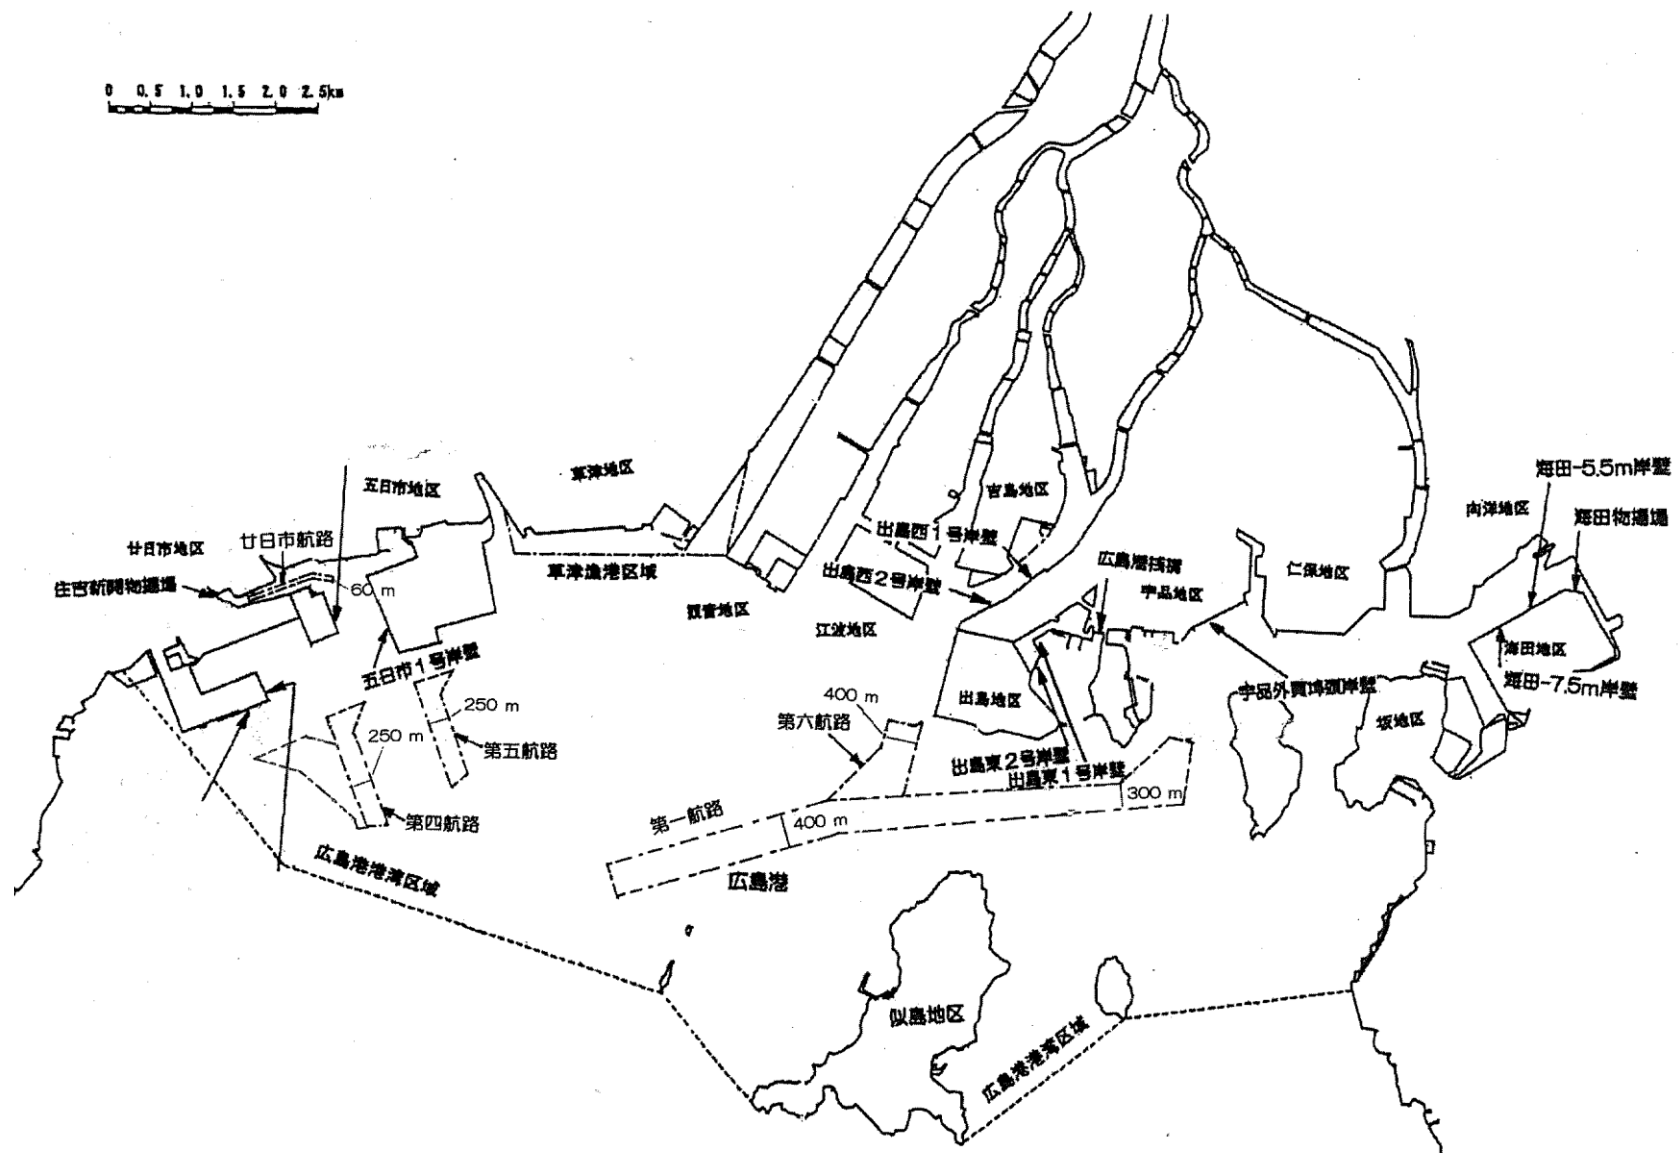 0 0.5 1.0 1.5 2.0 2.5km
草津地区
五日市地区
廿日市地区
廿日市航路
住吉新開物揚場
60 m
草津漁港区域
観音地区
江波地区
吉島地区
出島西1号岸壁
出島西2号岸壁
広島港桟橋
宇品地区
仁保地区
向洋地区
海田-5.5m岸壁
海田物揚場
海田地区
海田-7.5m岸壁
宇品外貿埠頭岸壁
坂地区
五日市1号岸壁
250 m
第五航路
250 m
第四航路
400 m
第六航路
出島地区
出島東2号岸壁
出島東1号岸壁
300 m
第一航路
400 m
広島港
広島港港湾区域
似島地区
広島港港湾区域